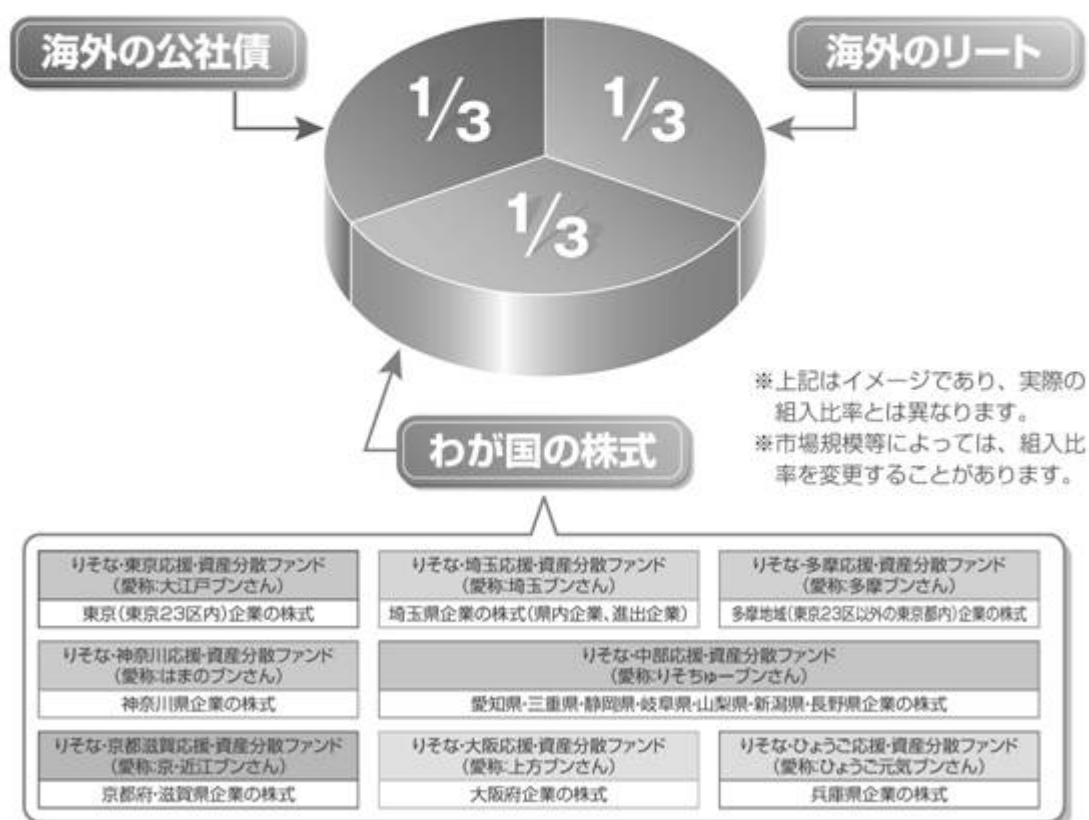 海外の公社債
海外のリート
1/3
1/3
1/3
わが国の株式
※上記はイメージであり、実際の
組入比率とは異なります。
※市場規模等によっては、組入比
率を変更することがあります。
りそな・東京応援・資産分散ファンド
(愛称:大江戸ブンさん)
東京(東京23区内)企業の株式
りそな・埼玉応援・資産分散ファンド
(愛称:埼玉ブンさん)
埼玉県企業の株式(県内企業、進出企業)
りそな・多摩応援・資産分散ファンド
(愛称:多摩ブンさん)
多摩地域(東京23区以外の東京都内)企業の株式
りそな・神奈川応援・資産分散ファンド
(愛称:はまのブンさん)
神奈川県企業の株式
りそな・中部応援・資産分散ファンド
(愛称:りそちゅーブンさん)
愛知県・三重県・静岡県・岐阜県・山梨県・新潟県・長野県企業の株式
りそな・京都滋賀応援・資産分散ファンド
(愛称:京・近江ブンさん)
京都府・滋賀県企業の株式
りそな・大阪応援・資産分散ファンド
(愛称:上方ブンさん)
大阪府企業の株式
りそな・ひょうご応援・資産分散ファンド
(愛称:ひょうご元気ブンさん)
兵庫県企業の株式